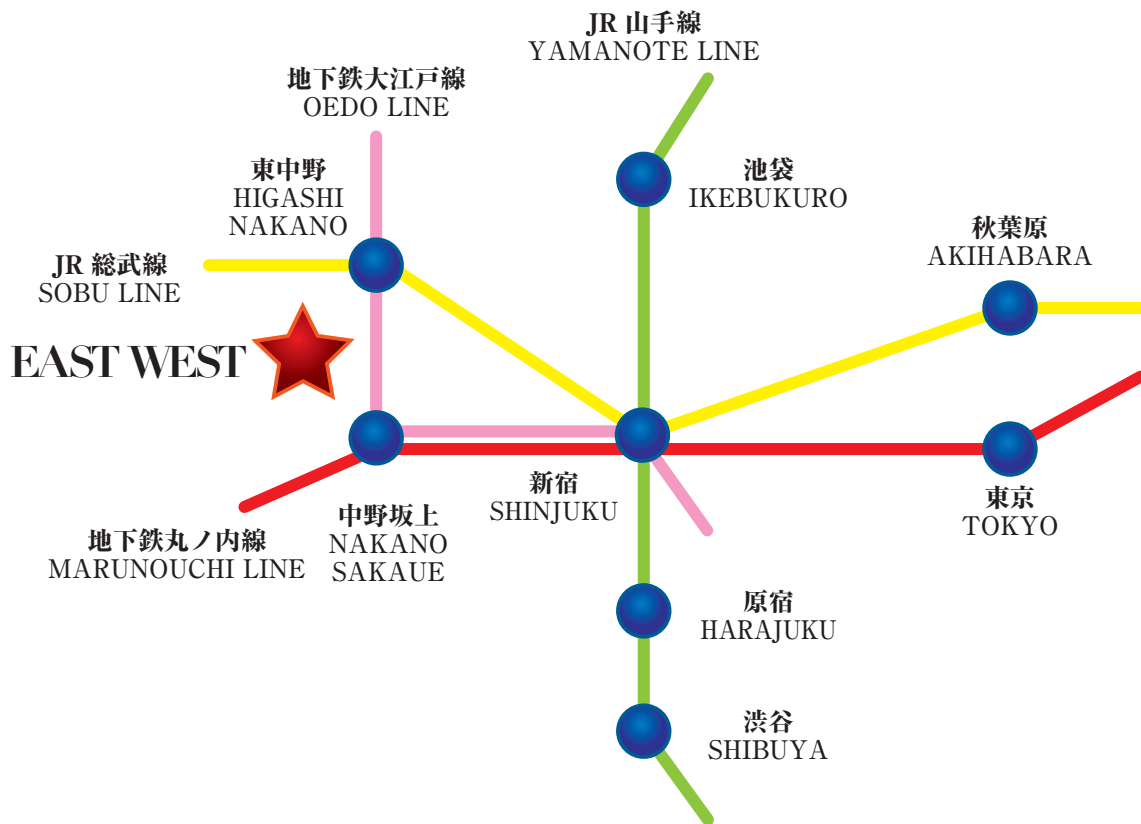 JR 山手線
YAMANOTE LINE
地下鉄大江戸線
OEDO LINE
東中野
HIGASHI
NAKANO
池袋
IKEBUKURO
秋葉原
AKIHABARA
JR 総武線
SOBU LINE
EAST WEST
新宿
SHINJUKU
東京
TOKYO
中野坂上
NAKANO
SAKAUE
地下鉄丸ノ内線
MARUNOUCHI LINE
原宿
HARAJUKU
渋谷
SHIBUYA